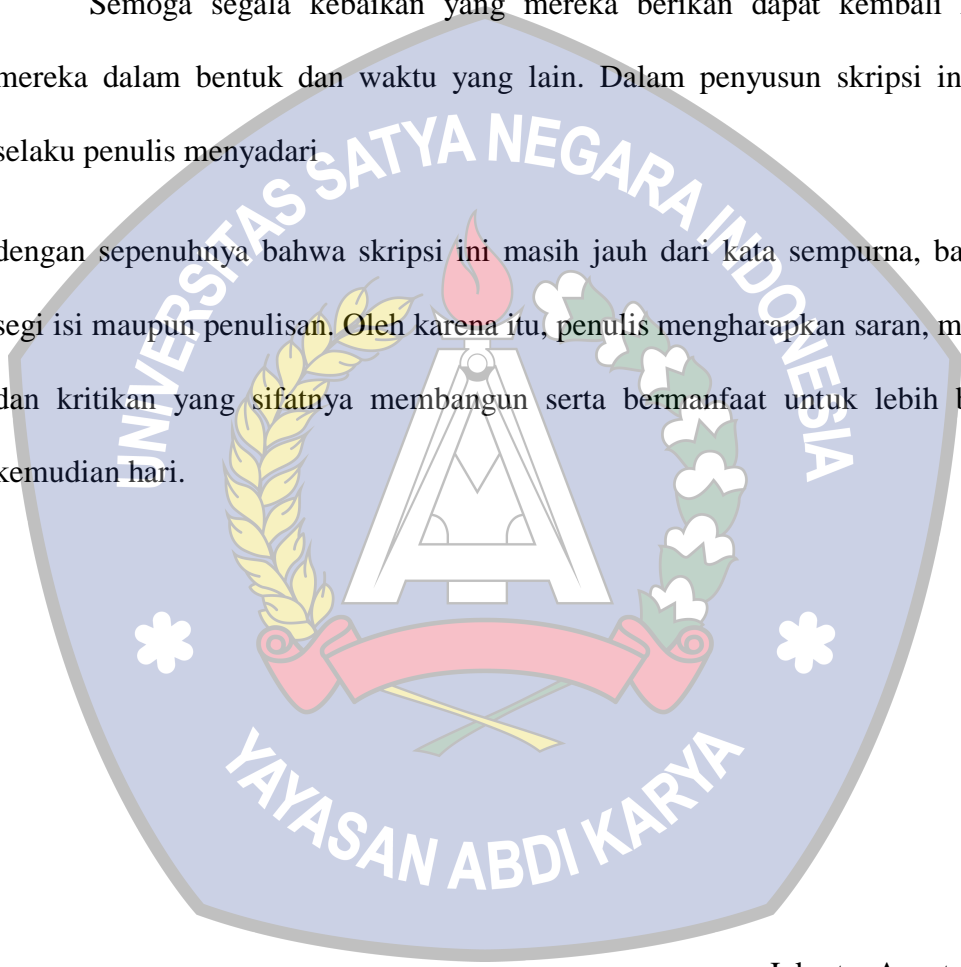 Semoga segala kebaikan yang mereka berikan dapat kembali
mereka dalam bentuk dan waktu yang lain. Dalam penyusun skripsi
selaku penulis menyadari
dengan sepenuhnya bahwa skripsi ini masih jauh dari kata sempurna,
segi isi maupun penulisan. Oleh karena itu, penulis mengharapkan saran,
dan kritikan yang sifatnya membangun serta bermanfaat untuk lebih
kemudian hari.
UNIVERSITAS SATYA NEGARA INDONESIA
YAYASAN ABDI KARYA